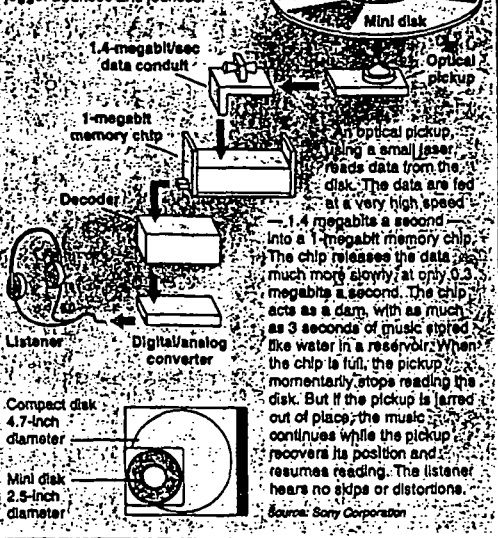 Mini disk
1.4-megabit/sec
data conduit
Optical
pickup
1-megabit
memory chip
An optical pickup,
using a small laser
reads data from the
disk. The data are fed
at a very high speed
— 1.4 megabits a second —
into a 1-megabit memory chip.
The chip releases the data
much more slowly, at only 0.3
megabits a second. The chip
acts as a dam, with as much
as 3 seconds of music stored
like water in a reservoir. When
the chip is full, the pickup
momentarily stops reading the
disk. But if the pickup is jarred
out of place, the music
continues while the pickup
recovers its position and
resumes reading. The listener
hears no skips or distortions.
Source: Sony Corporation
Decoder
Listener
Digital/analog
converter
Compact disk
4.7-inch
diameter
Mini disk
2.5-inch
diameter